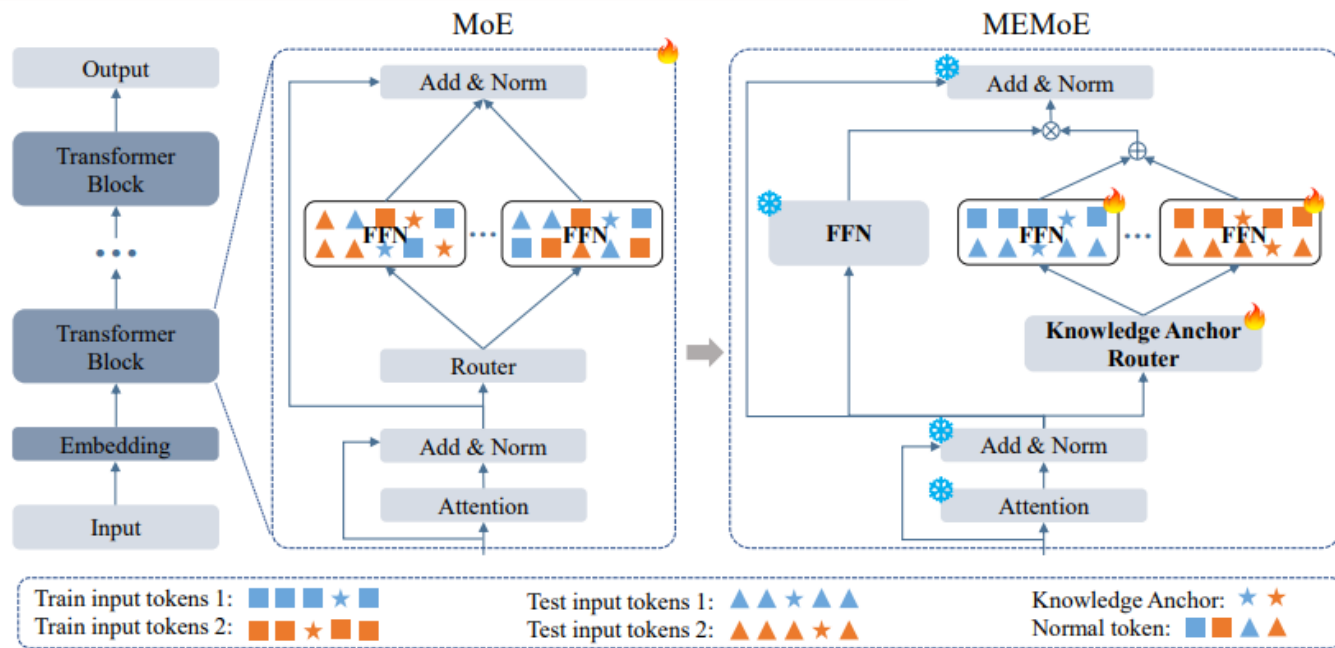 MoE
MEMoE
Output
Transformer
Block
...
Transformer
Block
Embedding
Input
Add & Norm
FFN
...
FFN
Router
Add & Norm
Attention
Add & Norm
FFN
FFN
...
FFN
Knowledge Anchor
Router
Add & Norm
Attention
Train input tokens 1:
Train input tokens 2:
Test input tokens 1:
Test input tokens 2:
Knowledge Anchor:
Normal token: